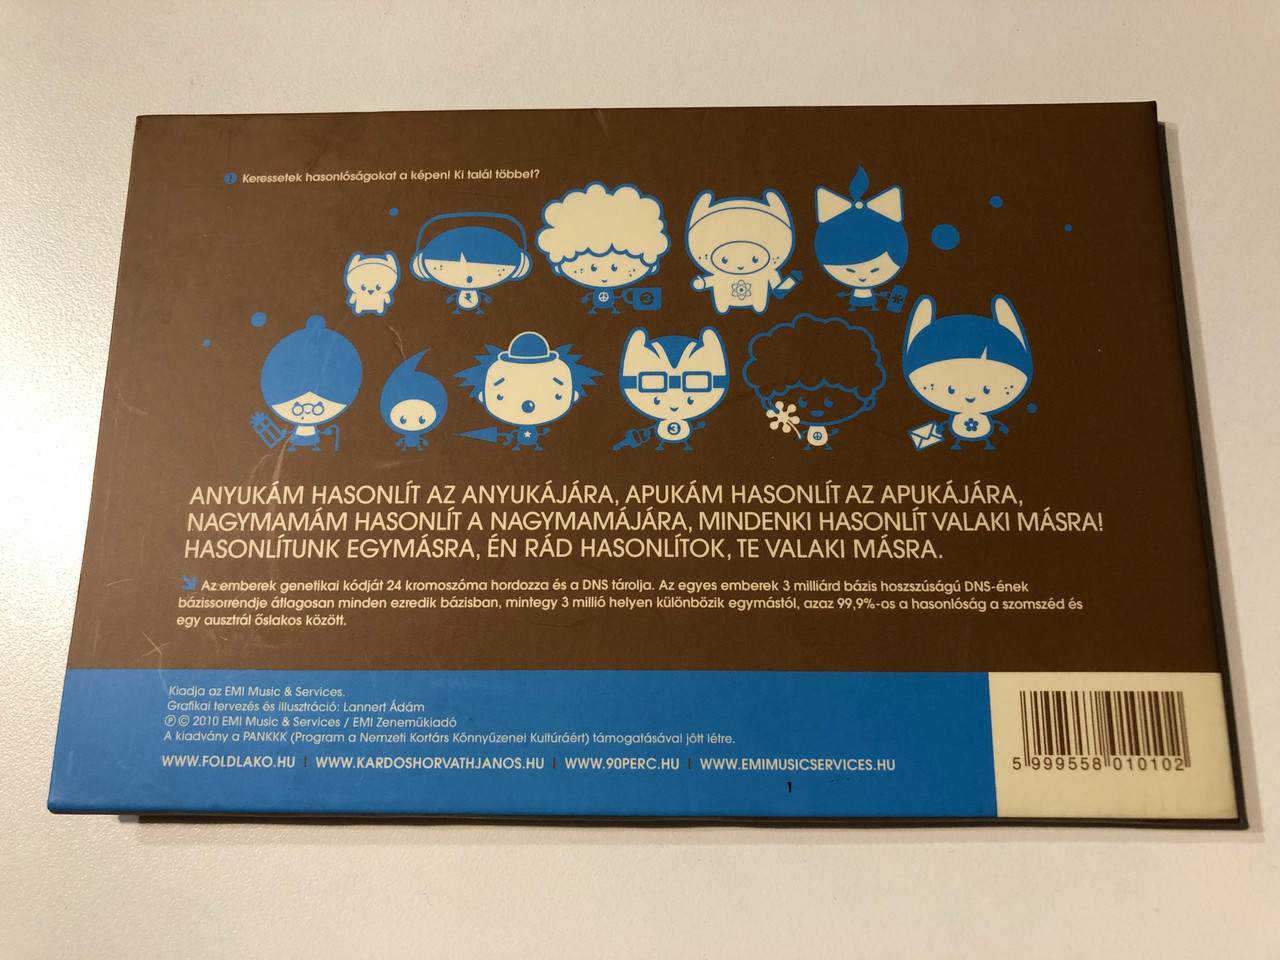 Keressetek hasonlóságokat a képen! Ki talál többet?
3
3
ANYUKÁM HASONLÍT AZ ANYUKÁJÁRA, APUKÁM HASONLÍT AZ APUKÁJÁRA,
NAGYMAMÁM HASONLÍT A NAGYMAMÁJÁRA, MINDENKI HASONLÍT VALAKI MÁSRA!
HASONLÍTUNK EGYMÁSRA, ÉN RÁD HASONLÍTOK, TE VALAKI MÁSRA.
Az emberek genetikai kódját 24 kromoszóma hordozza és a DNS tárolja. Az egyes emberek 3 milliárd bázis hoszszúságú DNS-ének
bázissorrendje átlagosan minden ezredik bázisban, mintegy 3 millió helyen különbözik egymástól, azaz 99,9%-os a hasonlóság a szomszéd és
egy ausztrál őslakos között.
Kiadja az EMI Music & Services.
Grafikai tervezés és illusztráció: Lannert Ádám
℗ © 2010 EMI Music & Services / EMI Zeneműkiadó
A kiadvány a PANKKK (Program a Nemzeti Kortárs Könnyűzenei Kultúráért) támogatásával jött létre.
WWW.FOLDLAKO.HU | WWW.KARDOSHORVATHJANOS.HU | WWW.90PERC.HU | WWW.EMIMUSICSERVICES.HU
5 999558 010102